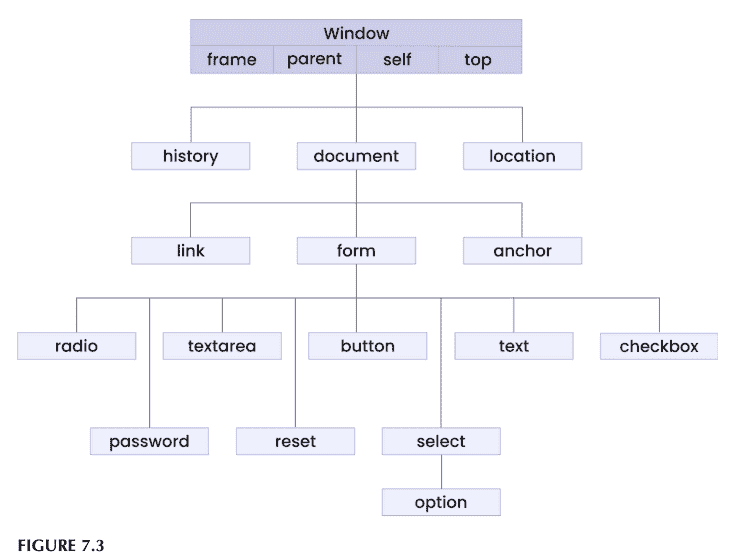 Window
frame parent self top
history document location
link form anchor
radio textarea button text checkbox
password reset select
option
FIGURE 7.3